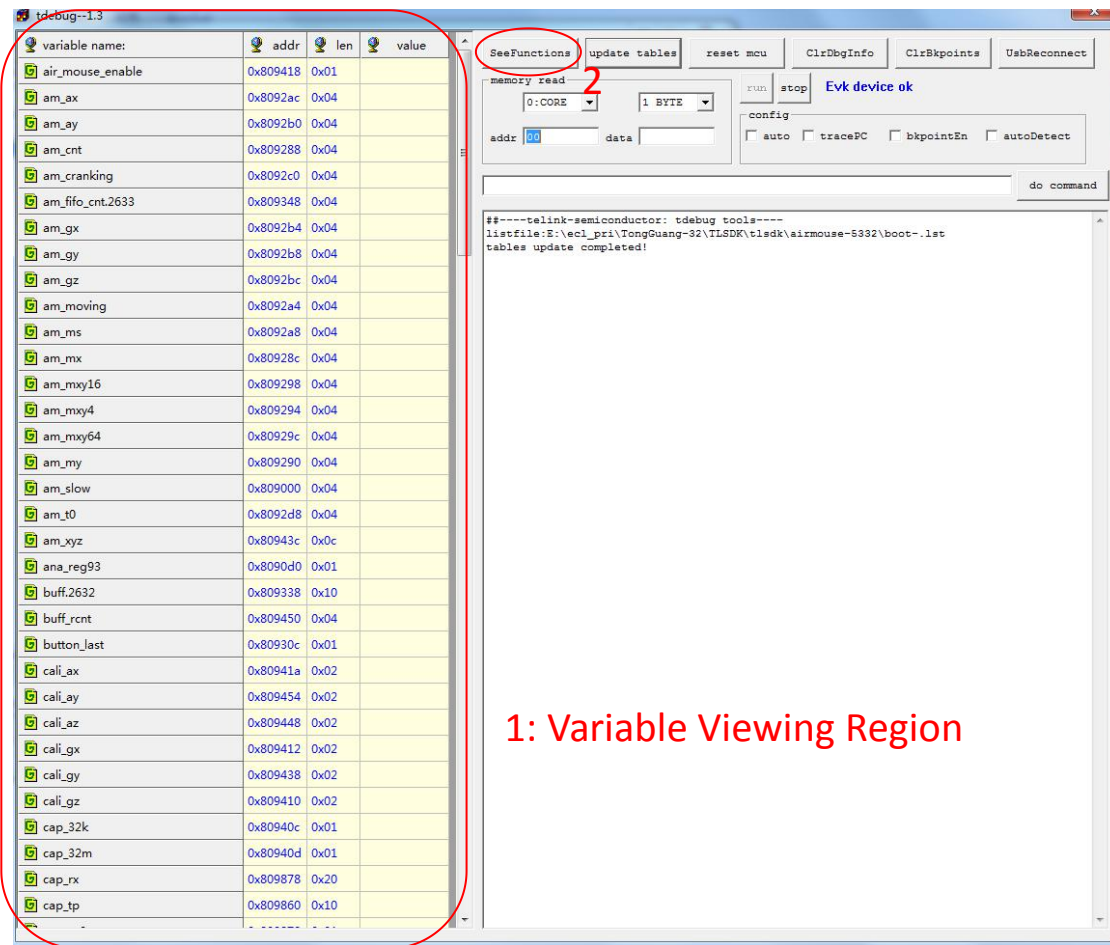 tdebug--1.3
variable name: addr len value
air_mouse_enable 0x809418 0x01
am_ax 0x8092ac 0x04
am_ay 0x8092b0 0x04
am_cnt 0x809288 0x04
am_cranking 0x8092c0 0x04
am_fifo_cnt.2633 0x809348 0x04
am_gx 0x8092b4 0x04
am_gy 0x8092b8 0x04
am_gz 0x8092bc 0x04
am_moving 0x8092a4 0x04
am_ms 0x8092a8 0x04
am_mx 0x80928c 0x04
am_mxy16 0x809298 0x04
am_mxy4 0x809294 0x04
am_mxy64 0x80929c 0x04
am_my 0x809290 0x04
am_slow 0x809000 0x04
am_t0 0x8092d8 0x04
am_xyz 0x80943c 0x0c
ana_reg93 0x8090d0 0x01
buff.2632 0x809338 0x10
buff_rcnt 0x809450 0x04
button_last 0x80930c 0x01
cali_ax 0x80941a 0x02
cali_ay 0x809454 0x02
cali_az 0x809448 0x02
cali_gx 0x809412 0x02
cali_gy 0x809438 0x02
cali_gz 0x809410 0x02
cap_32k 0x80940c 0x01
cap_32m 0x80940d 0x01
cap_rx 0x809878 0x20
cap_tp 0x809860 0x10
SeeFunctions update tables reset mcu ClrDbgInfo ClrBkpoints UsbReconnect
2
memory read
0:CORE 1 BYTE
addr 00 data
run stop Evk device ok
config
auto tracePC bkpointEn autoDetect
do command
##----telink-semiconductor: tdebug tools----
listfile:E:\ecl_pri\TongGuang-32\TLSDK\tlsdk\airmouse-5332\boot-.lst
tables update completed!
1: Variable Viewing Region